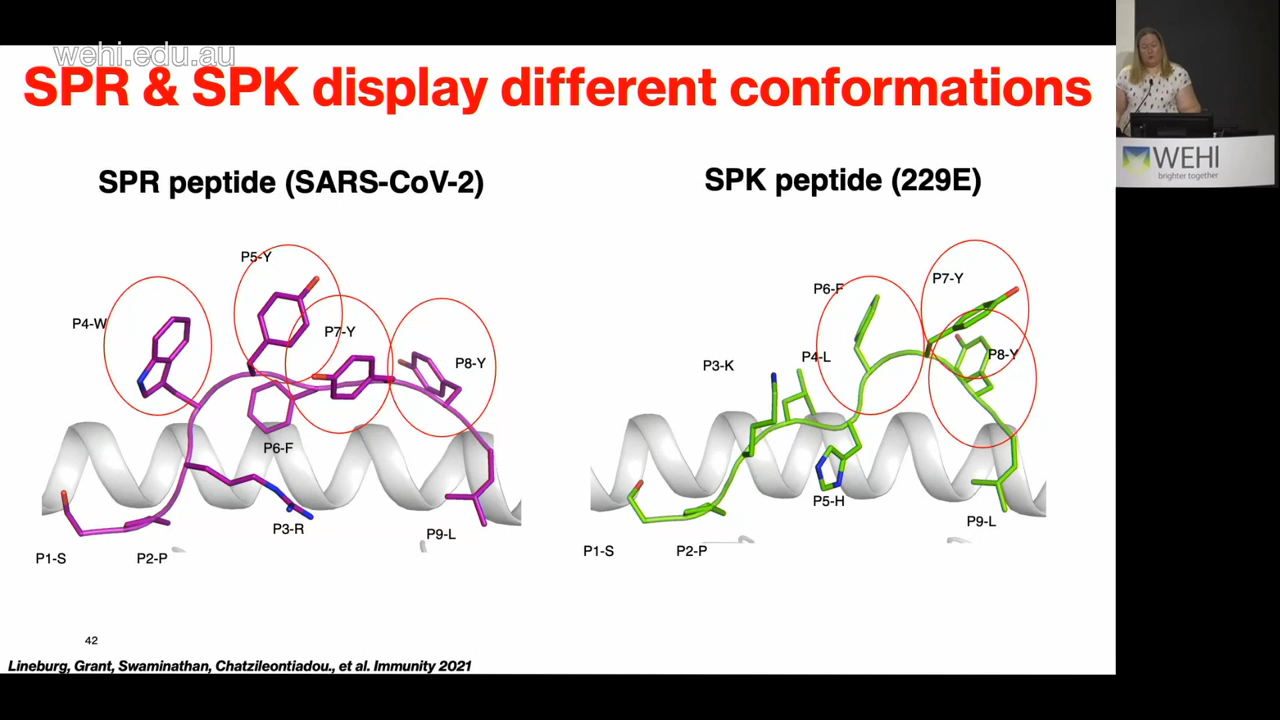 wehi.edu.au
SPR & SPK display different conformations
SPR peptide (SARS-CoV-2)
SPK peptide (229E)
P5-Y
P4-W
P7-Y
P8-Y
P6-F
P3-R
P9-L
P1-S
P2-P
P7-Y
P6-F
P8-Y
P4-L
P3-K
P5-H
P9-L
P1-S
P2-P
42
Lineburg, Grant, Swaminathan, Chatzileontiadou., et al. Immunity 2021
WEHI
brighter together